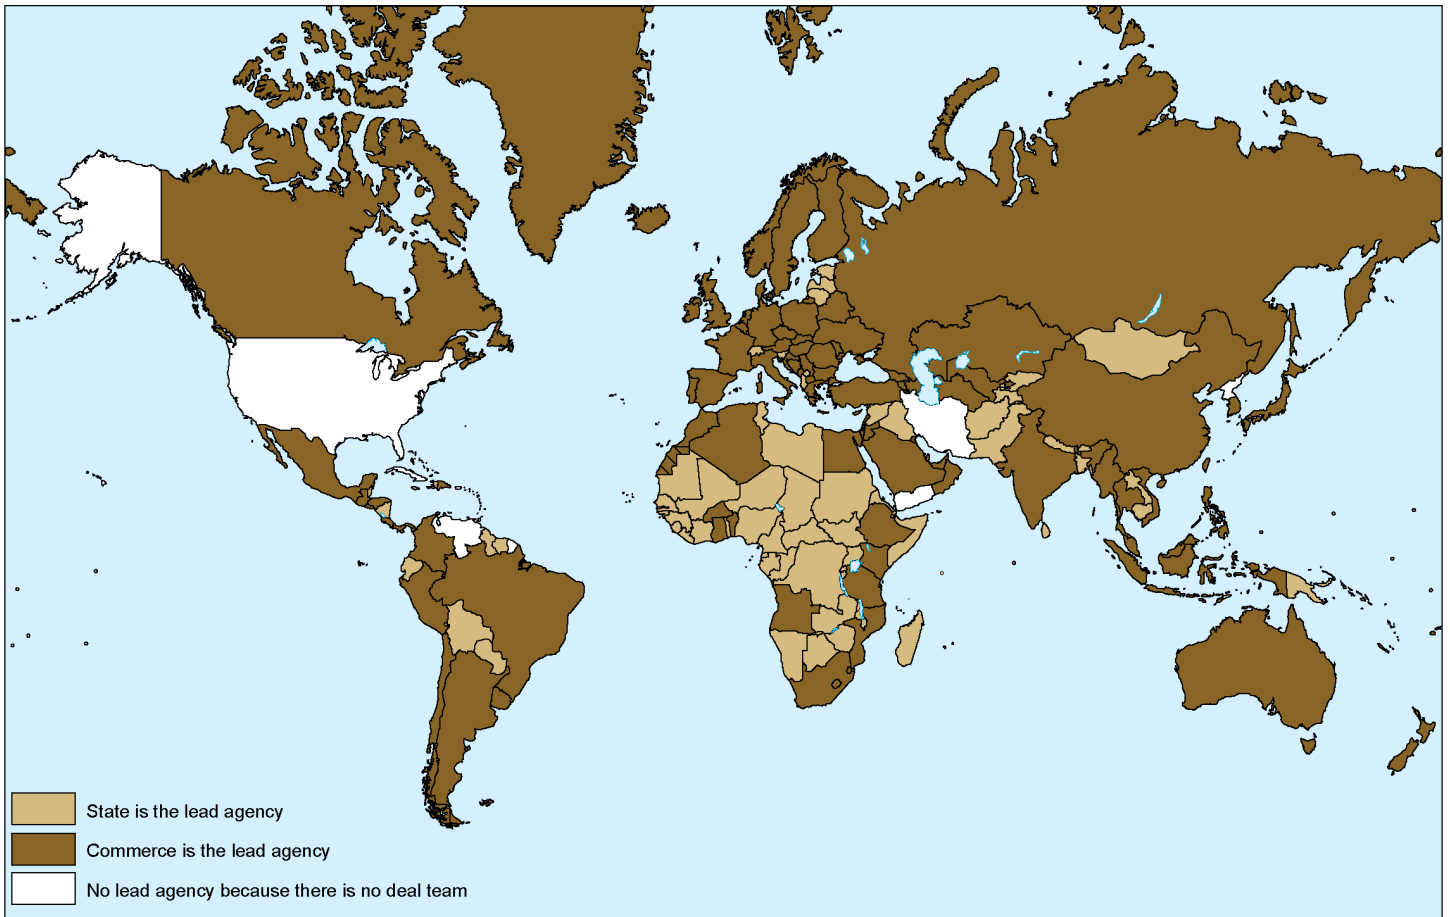 State is the lead agency
Commerce is the lead agency
No lead agency because there is no deal team